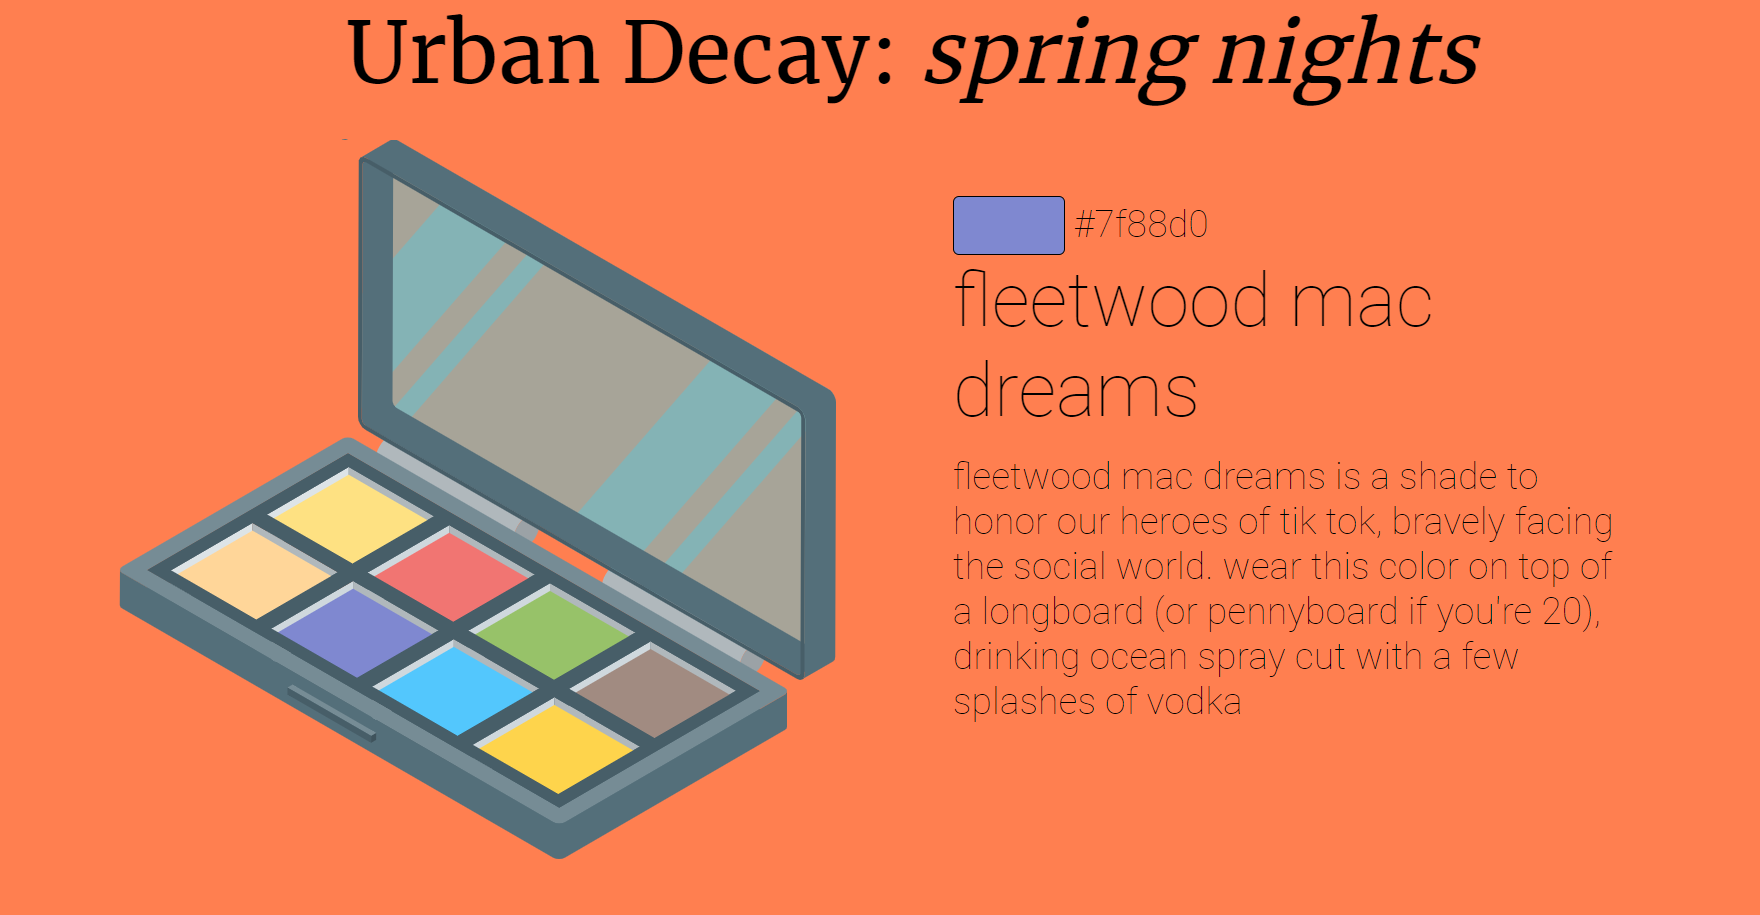 Urban Decay: spring nights
#7f88d0
fleetwood mac
dreams
fleetwood mac dreams is a shade to
honor our heroes of tik tok, bravely facing
the social world. wear this color on top of
a longboard (or pennyboard if you're 20),
drinking ocean spray cut with a few
splashes of vodka